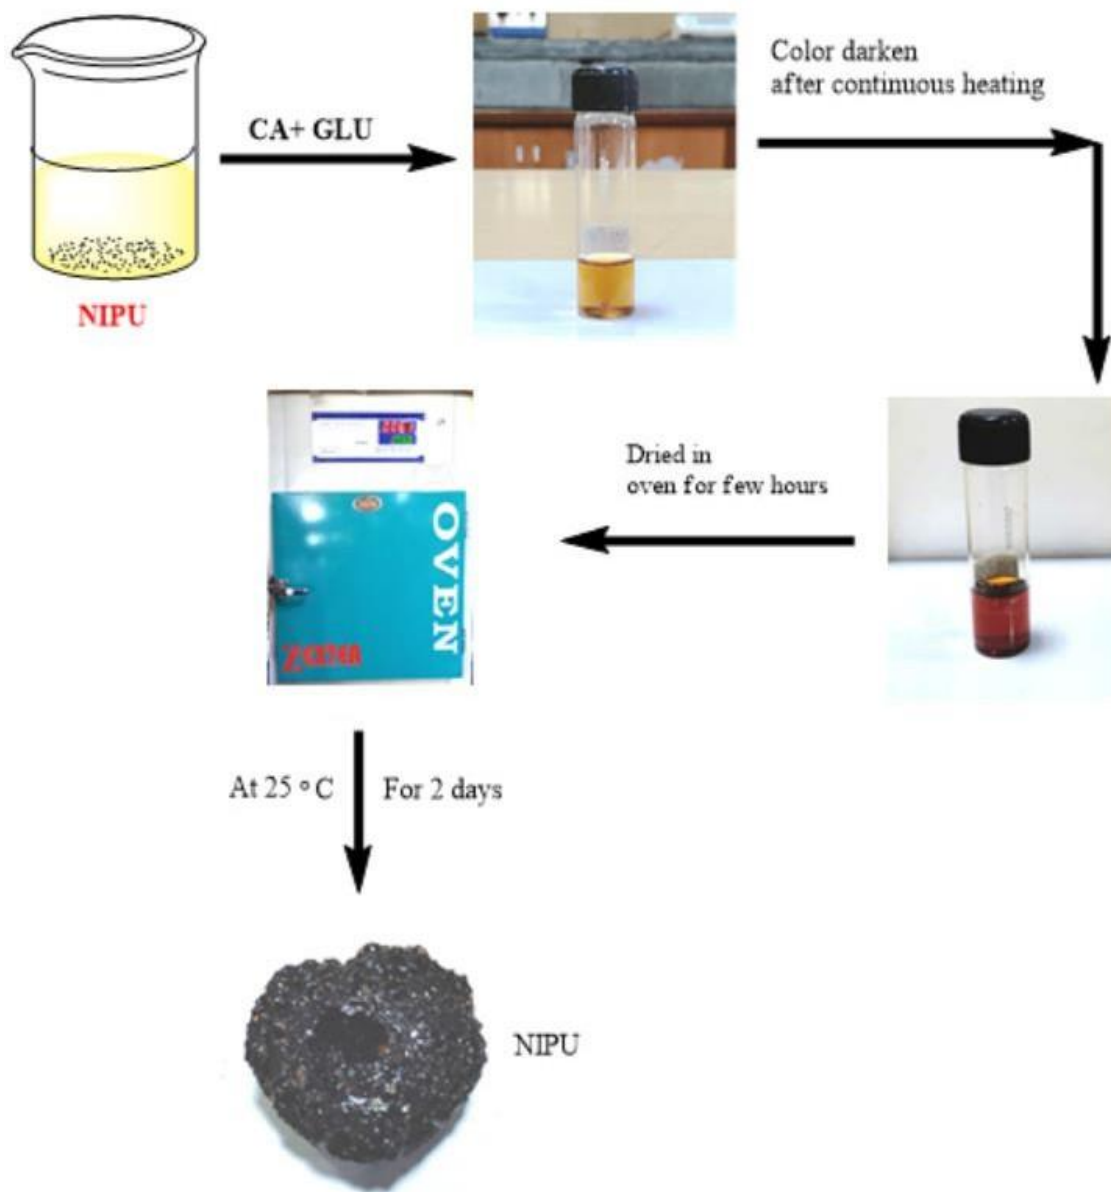 Color darken
after continuous heating
CA+ GLU
NIPU
Dried in
oven for few hours
OVEN
At 25 °C
For 2 days
NIPU